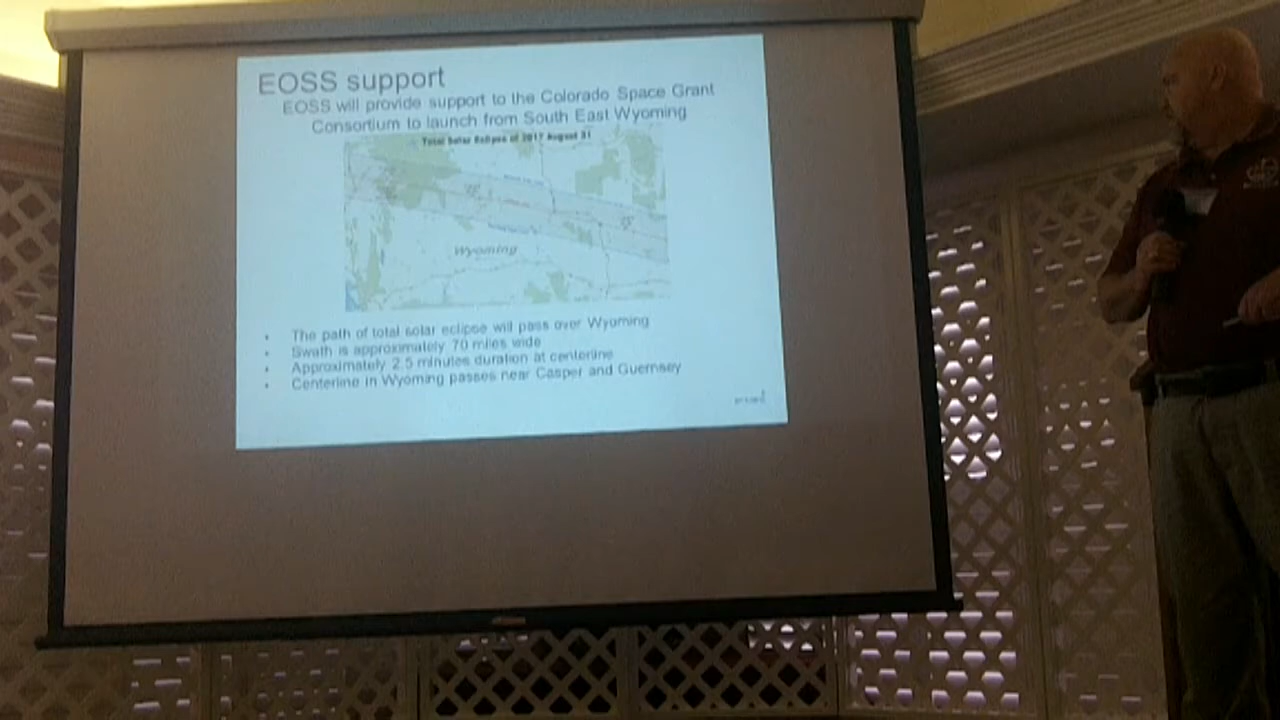 EOSS support
EOSS will provide support to the Colorado Space Grant
Consortium to launch from South East Wyoming
Total Solar Eclipse of 2017 August 21
Wyoming
• The path of total solar eclipse will pass over Wyoming
• Swath is approximately 70 miles wide
• Approximately 2.5 minutes duration at centerline
• Centerline in Wyoming passes near Casper and Guernsey